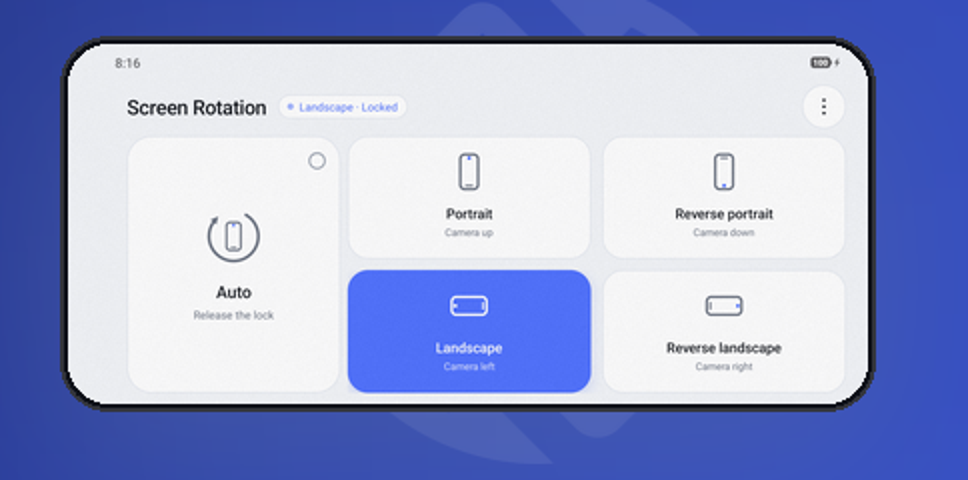 8:16
100
Screen Rotation
Landscape · Locked
Auto
Release the lock
Portrait
Camera up
Reverse portrait
Camera down
Landscape
Camera left
Reverse landscape
Camera right